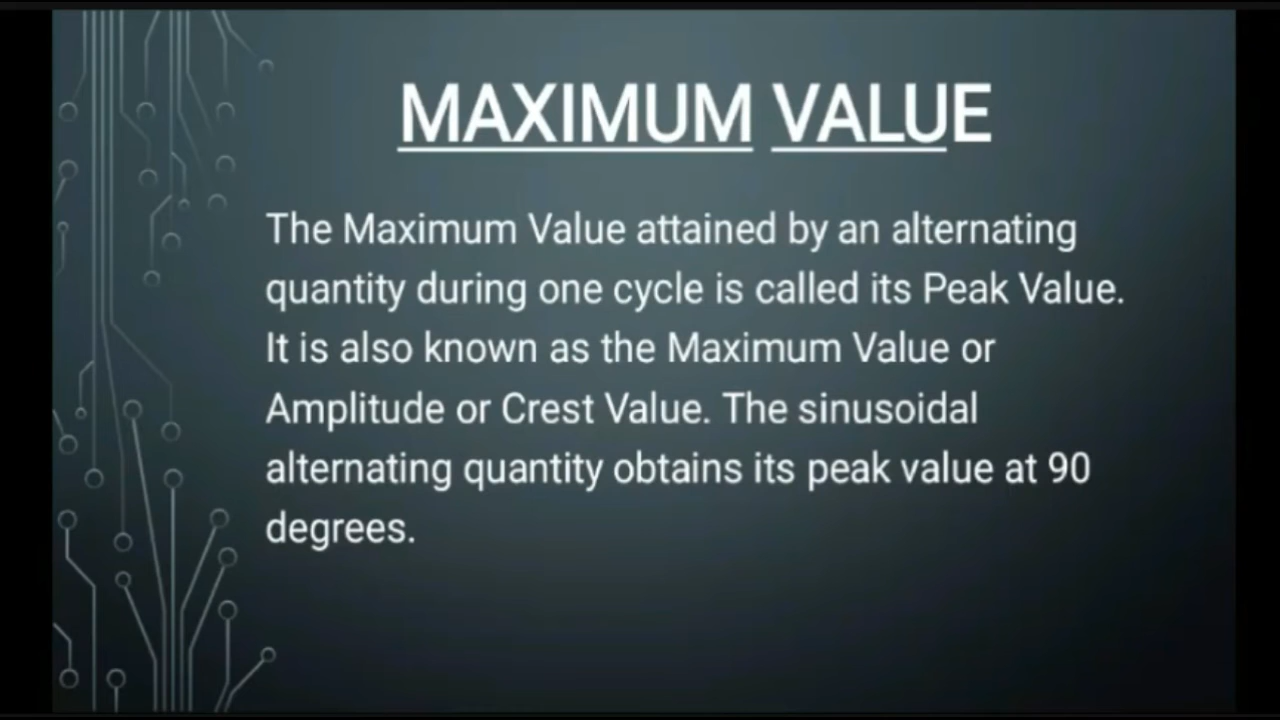 MAXIMUM VALUE
The Maximum Value attained by an alternating
quantity during one cycle is called its Peak Value.
It is also known as the Maximum Value or
Amplitude or Crest Value. The sinusoidal
alternating quantity obtains its peak value at 90
degrees.